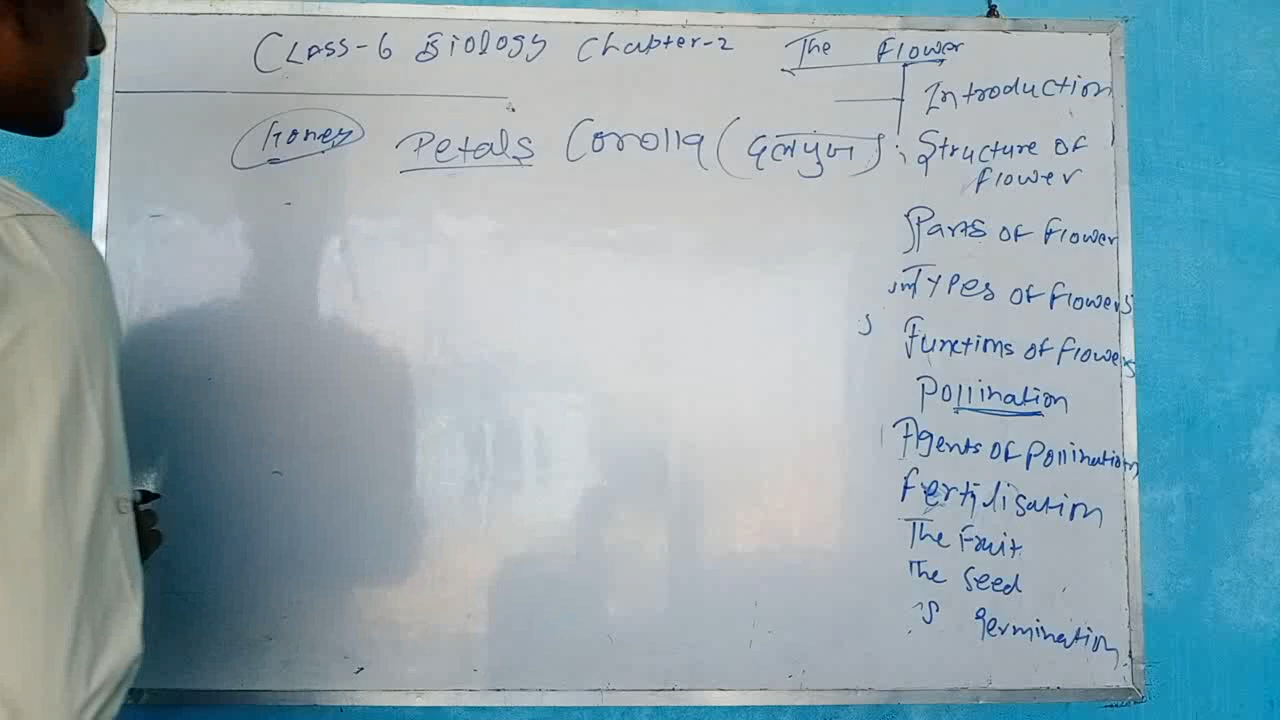 Class-6 Biology Chapter-2 The Flower
Honey Petals Corolla (दलपुंज)
Introduction
Structure of
flower
Parts of Flower
Types of Flowers
Functions of Flowers
Pollination
Agents of Pollination
Fertilisation
The Fruit
The Seed
Germination